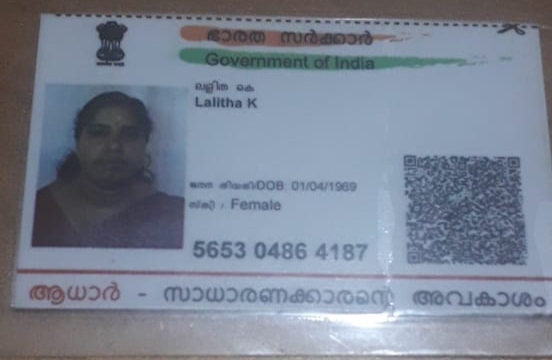 ഭാരത സർക്കാർ
Government of India
ലളിത കെ
Lalitha K
ജനന തിയതി/DOB: 01/04/1969
സ്ത്രീ / Female
5653 0486 4187
ആധാർ - സാധാരണക്കാരന്റെ അവകാശം